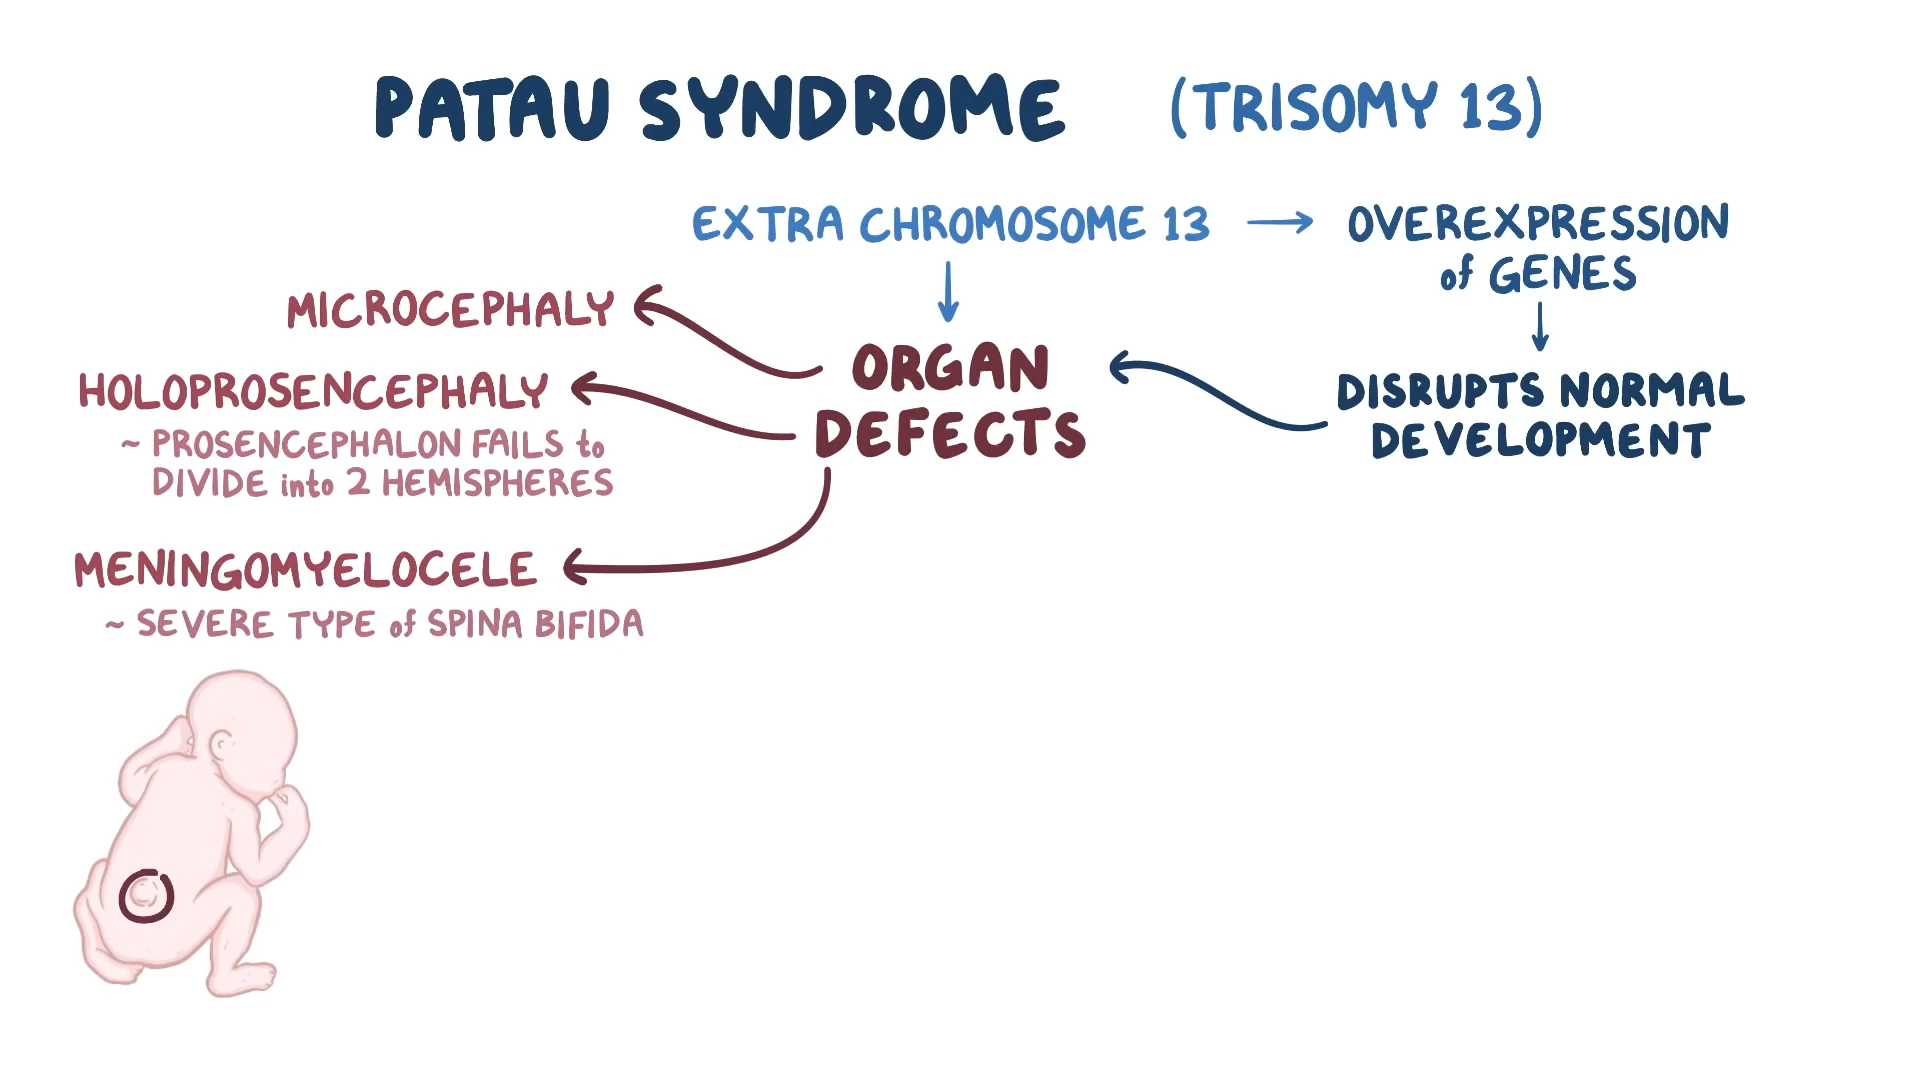 PATAU SYNDROME (TRISOMY 13)
EXTRA CHROMOSOME 13 → OVEREXPRESSION
of GENES
MICROCEPHALY
ORGAN
DEFECTS
DISRUPTS NORMAL
DEVELOPMENT
HOLOPROSENCEPHALY
~ PROSENCEPHALON FAILS to
DIVIDE into 2 HEMISPHERES
MENINGOMYELOCELE
~ SEVERE TYPE of SPINA BIFIDA